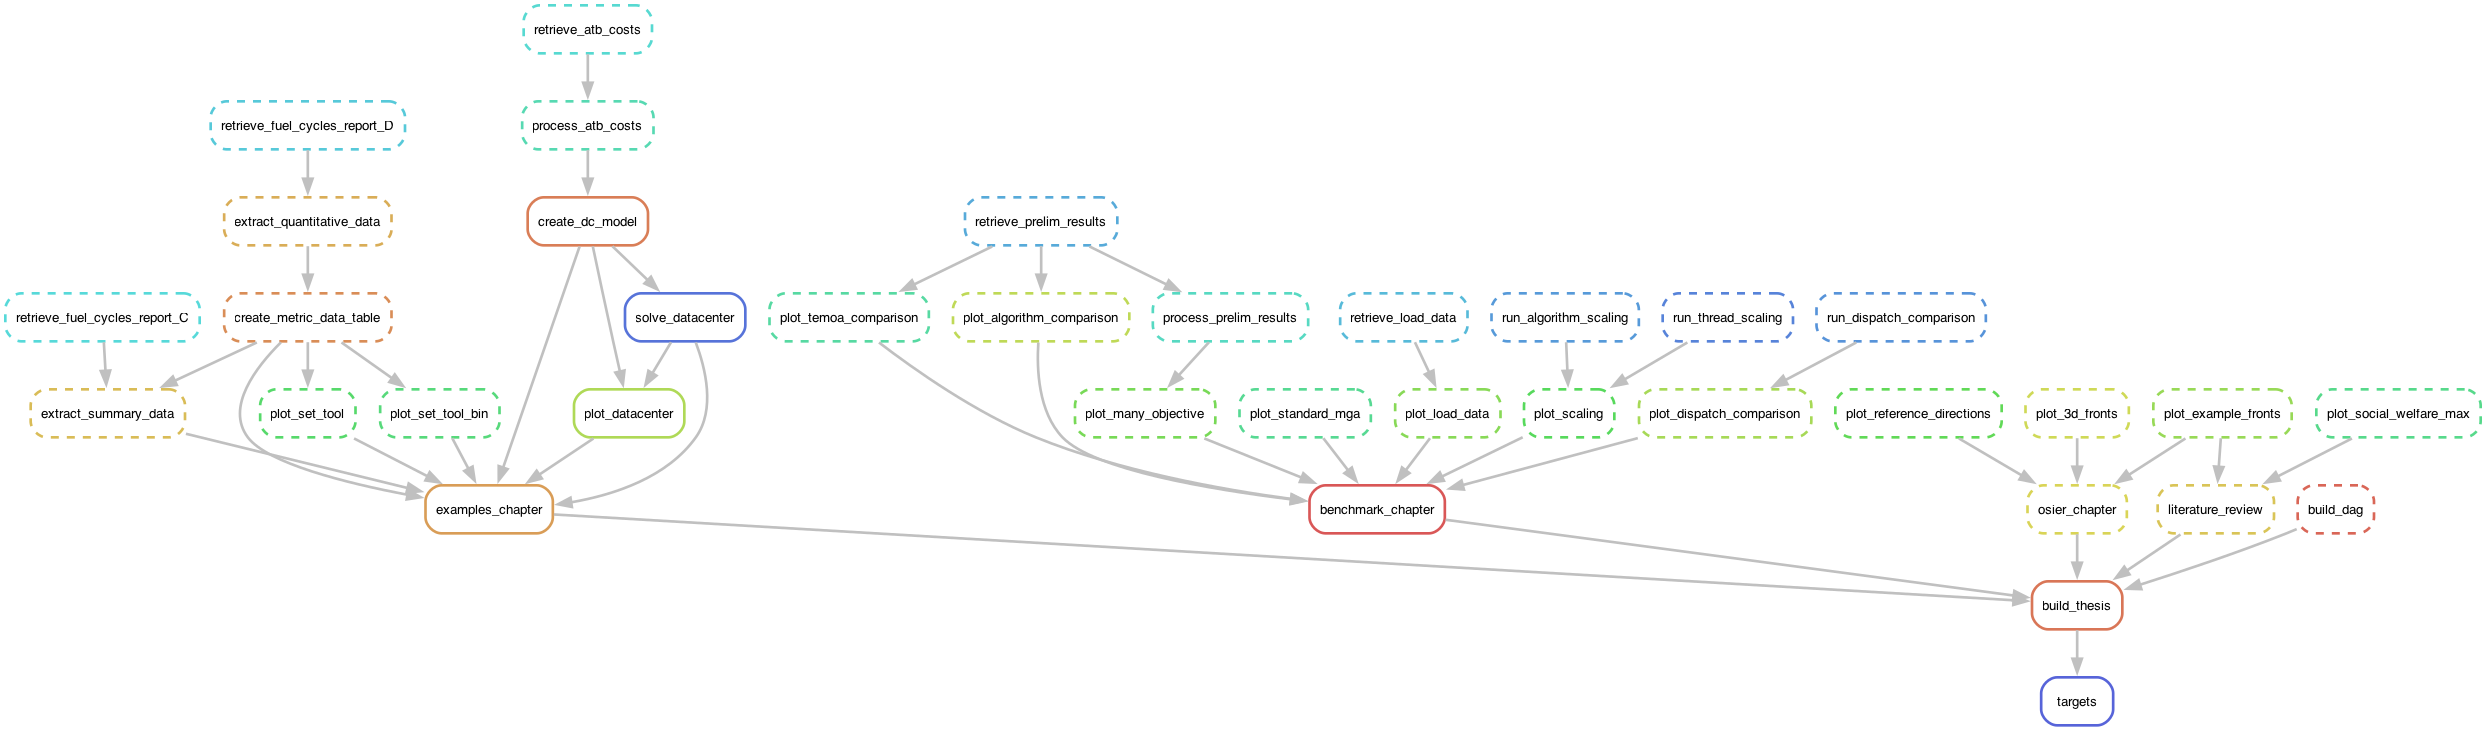 retrieve_atb_costs
retrieve_fuel_cycles_report_D
process_atb_costs
extract_quantitative_data
create_dc_model
retrieve_prelim_results
retrieve_fuel_cycles_report_C
create_metric_data_table
solve_datacenter
plot_temoa_comparison
plot_algorithm_comparison
process_prelim_results
retrieve_load_data
run_algorithm_scaling
run_thread_scaling
run_dispatch_comparison
extract_summary_data
plot_set_tool
plot_set_tool_bin
plot_datacenter
plot_many_objective
plot_standard_mga
plot_load_data
plot_scaling
plot_dispatch_comparison
plot_reference_directions
plot_3d_fronts
plot_example_fronts
plot_social_welfare_max
examples_chapter
benchmark_chapter
osier_chapter
literature_review
build_dag
build_thesis
targets